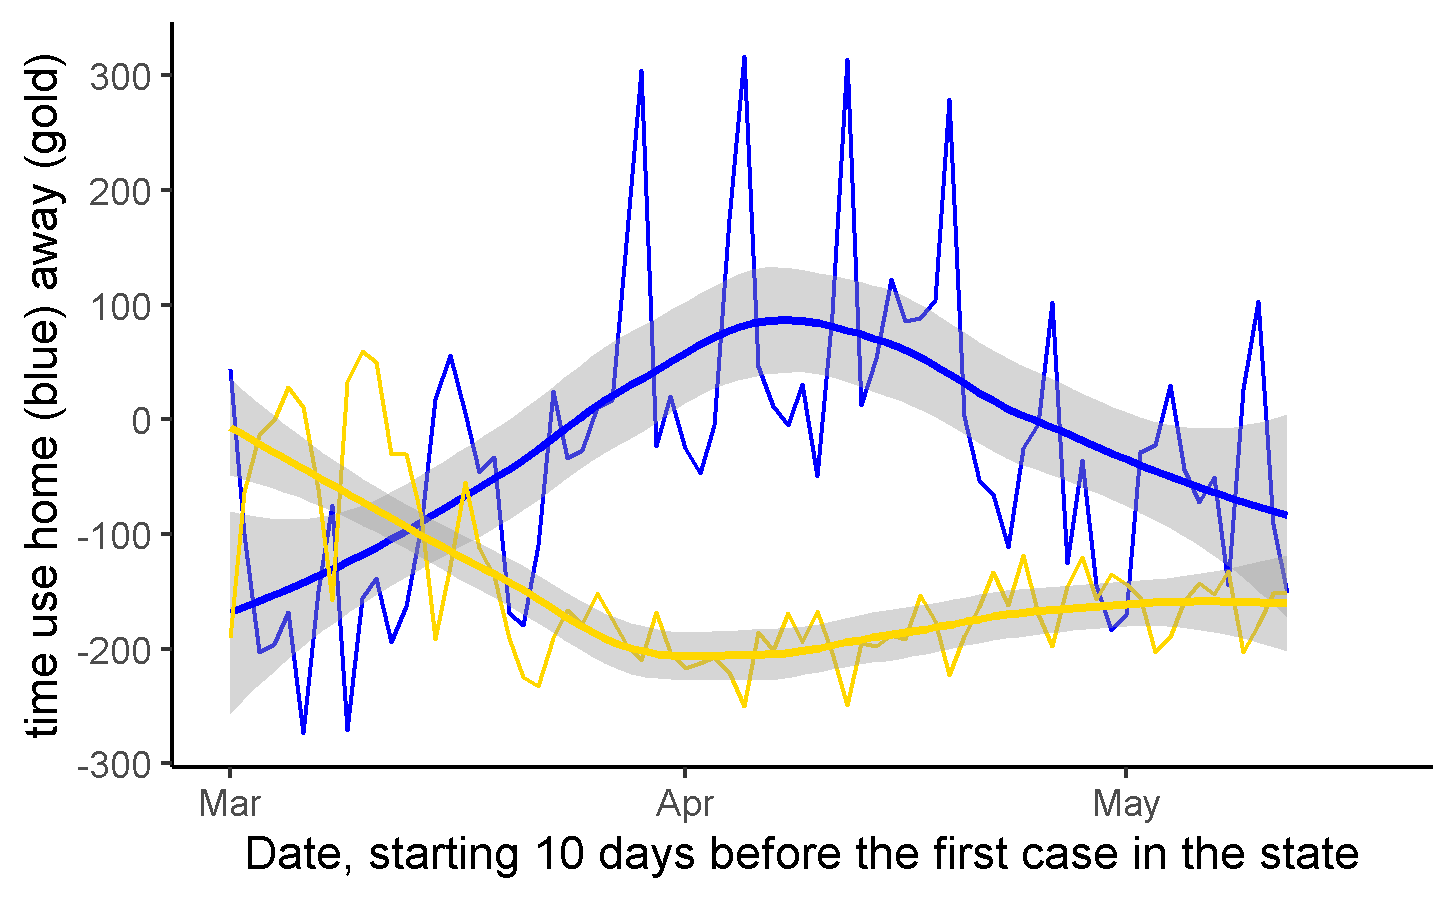 time use home (blue) away (gold)
300
200
100
0
-100
-200
-300
Mar
Apr
May
Date, starting 10 days before the first case in the state